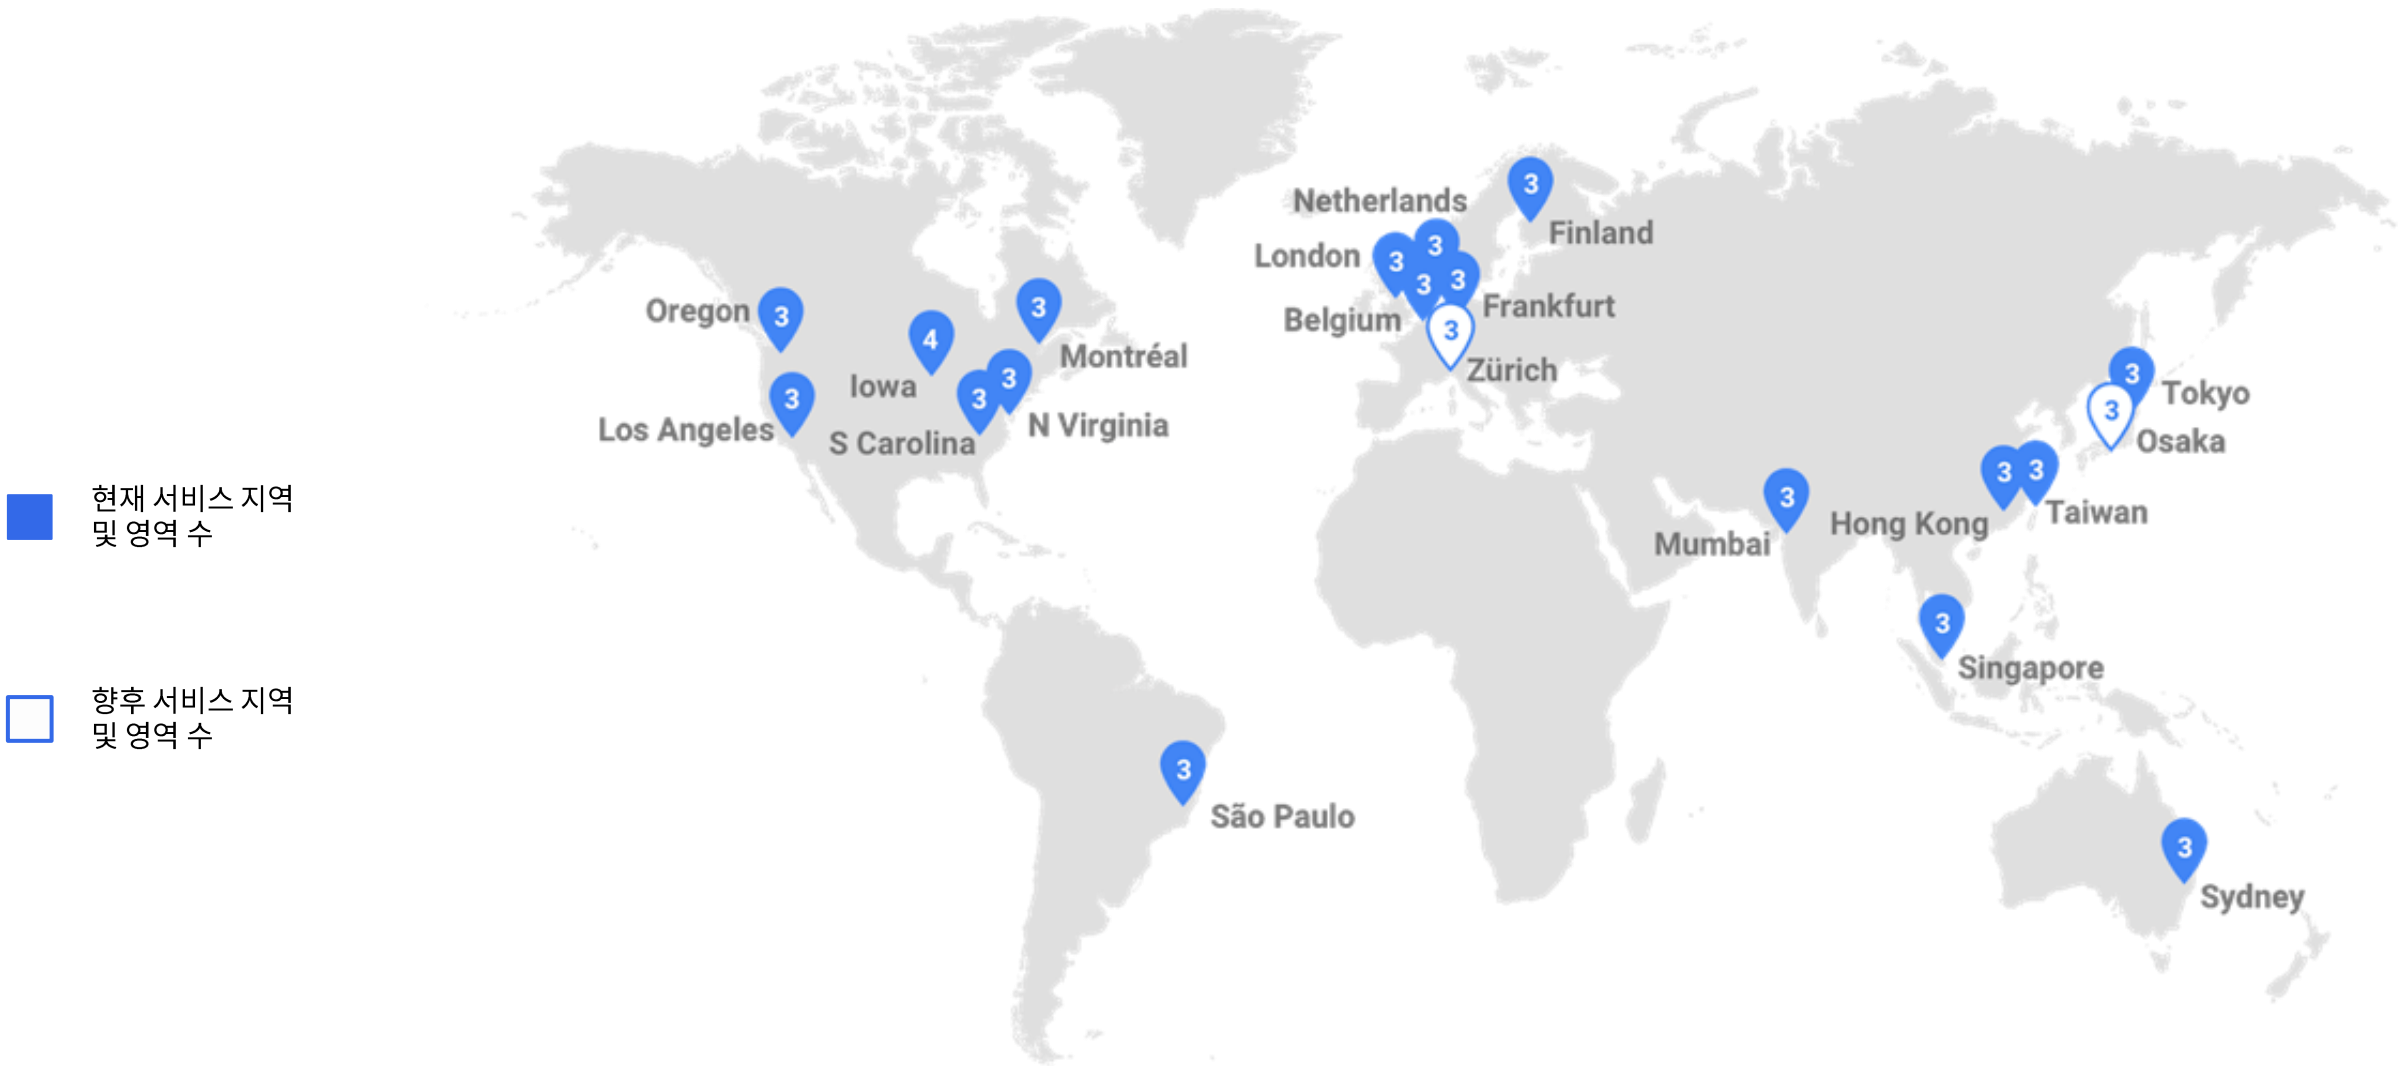 현재 서비스 지역
및 영역 수
향후 서비스 지역
및 영역 수
3
Finland
Netherlands
3
London
3
3
3
Belgium
Frankfurt
3
Zürich
Oregon
3
4
Iowa
3
Montréal
Los Angeles
3
3
S Carolina
3
N Virginia
3
Tokyo
3
Osaka
3
Mumbai
3
Hong Kong
3
Taiwan
3
Singapore
3
São Paulo
3
Sydney